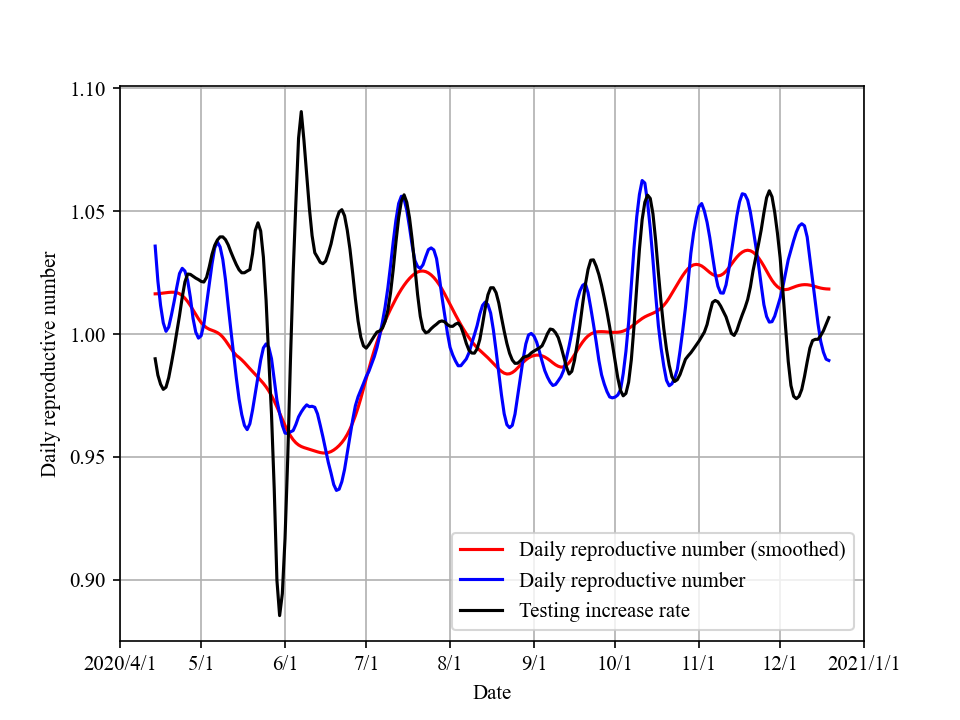 1.10
1.05
1.00
0.95
0.90
Daily reproductive number
Daily reproductive number (smoothed)
Daily reproductive number
Testing increase rate
2020/4/1 5/1 6/1 7/1 8/1 9/1 10/1 11/1 12/1 2021/1/1
Date